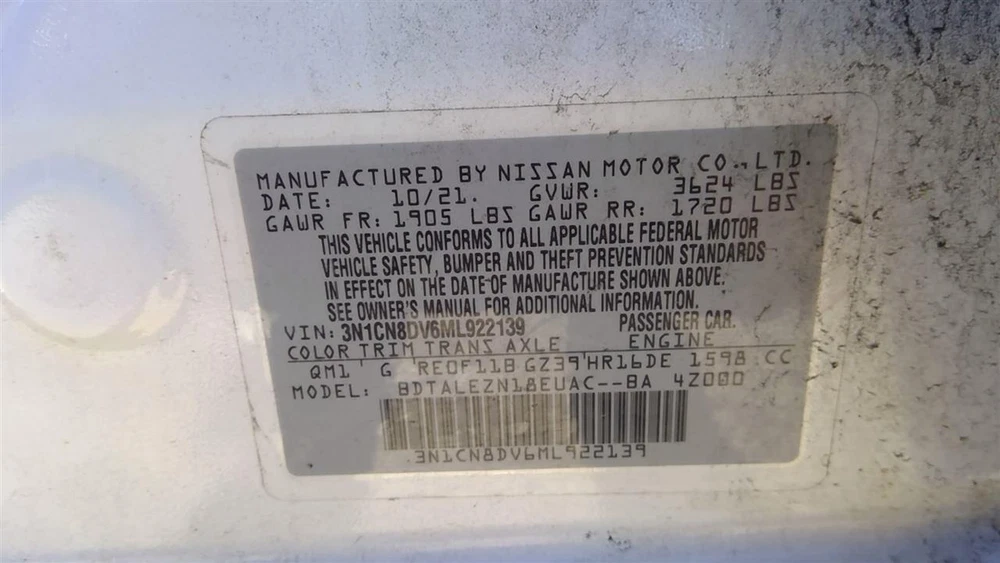 MANUFACTURED BY NISSAN MOTOR CO.,LTD.
DATE: 10/21. GVWR: 3624 LBS
GAWR FR: 1905 LBS GAWR RR: 1720 LBS
THIS VEHICLE CONFORMS TO ALL APPLICABLE FEDERAL MOTOR
VEHICLE SAFETY, BUMPER AND THEFT PREVENTION STANDARDS
IN EFFECT ON THE DATE OF MANUFACTURE SHOWN ABOVE.
SEE OWNER'S MANUAL FOR ADDITIONAL INFORMATION.
VIN: 3N1CN8DV6ML922139 PASSENGER CAR.
COLOR TRIM TRANS AXLE ENGINE
QM1 G RE0F11B GZ39 HR16DE 1598 CC
MODEL: BDTALEZN18EUAC--BA 4Z000
3N1CN8DV6ML922139